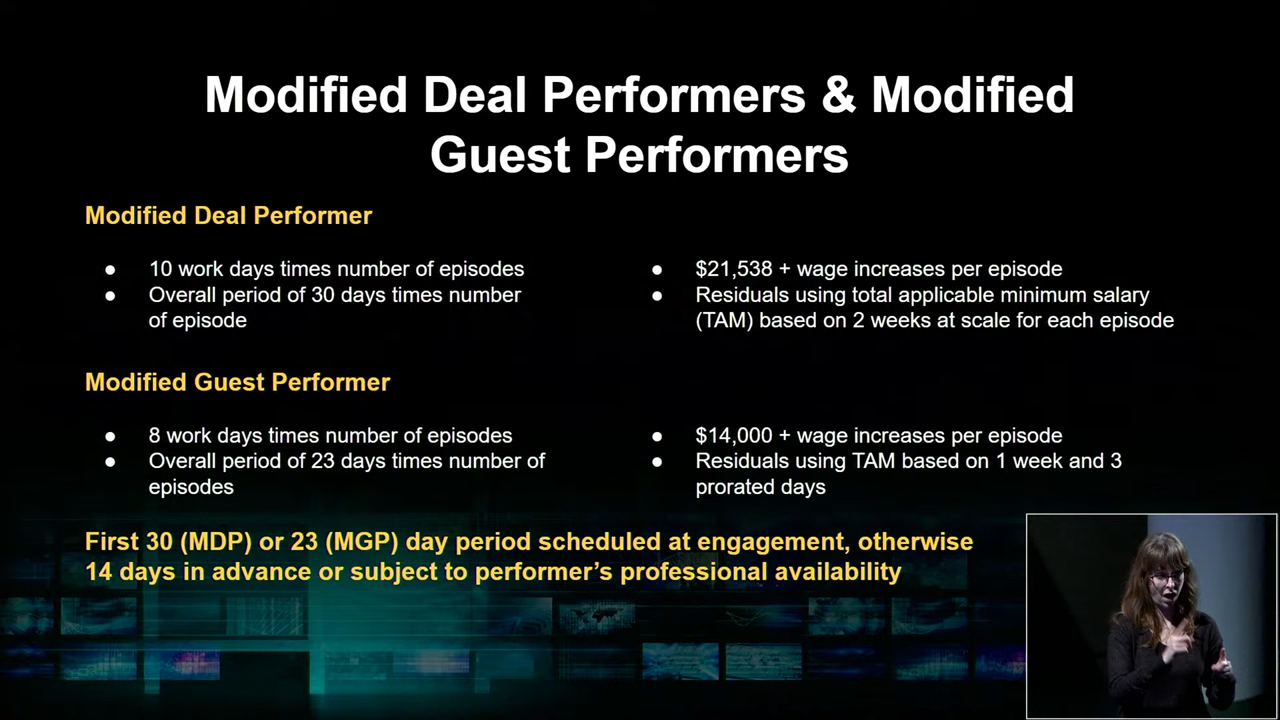 Modified Deal Performers & Modified
Guest Performers
Modified Deal Performer
● 10 work days times number of episodes
● Overall period of 30 days times number
of episode
● $21,538 + wage increases per episode
● Residuals using total applicable minimum salary
(TAM) based on 2 weeks at scale for each episode
Modified Guest Performer
● 8 work days times number of episodes
● Overall period of 23 days times number of
episodes
● $14,000 + wage increases per episode
● Residuals using TAM based on 1 week and 3
prorated days
First 30 (MDP) or 23 (MGP) day period scheduled at engagement, otherwise
14 days in advance or subject to performer’s professional availability